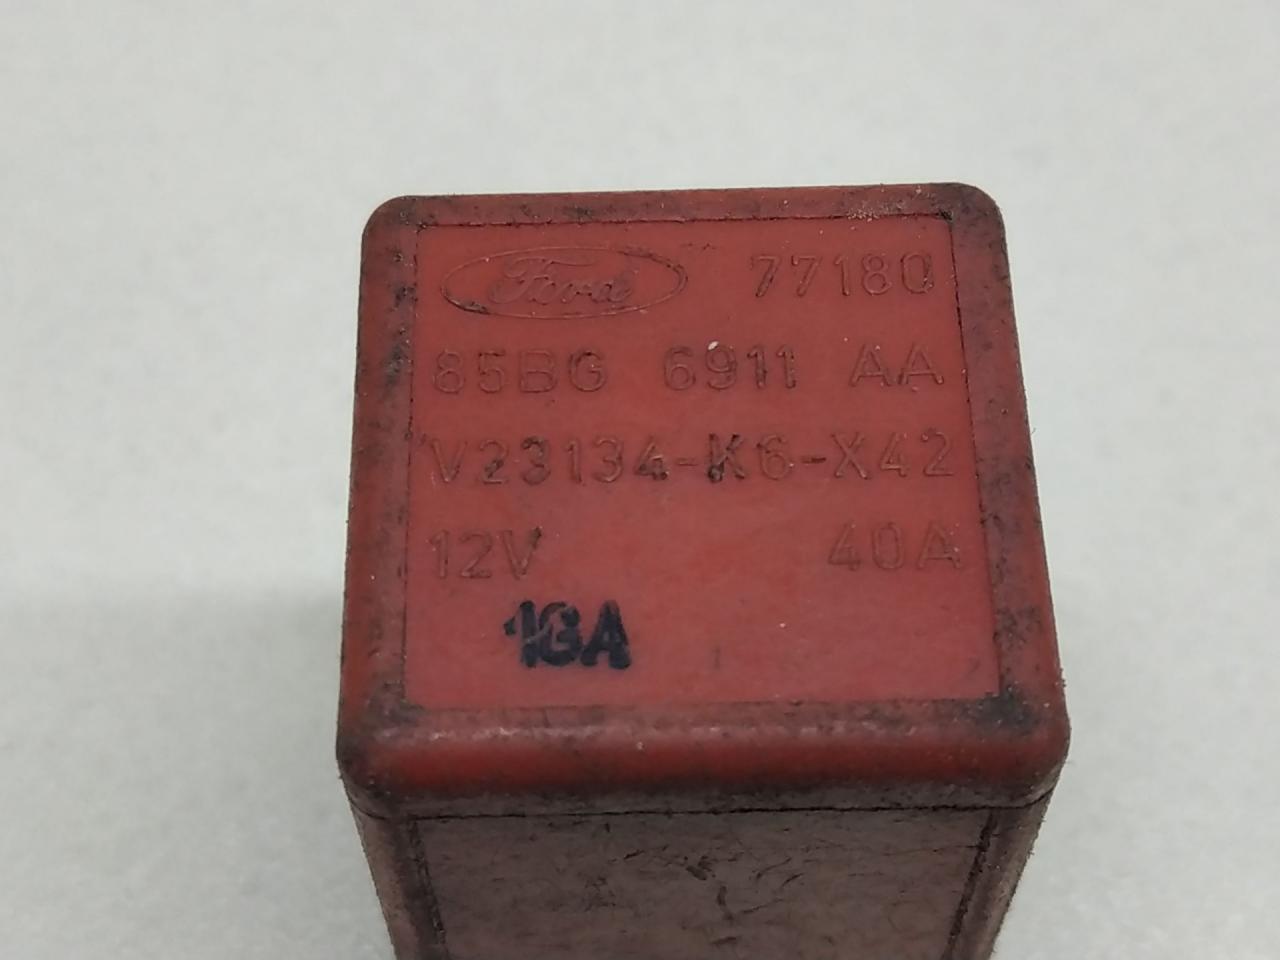 Ford 77180
85BG 6911 AA
V23134-K6-X42
12V 40A
1GA